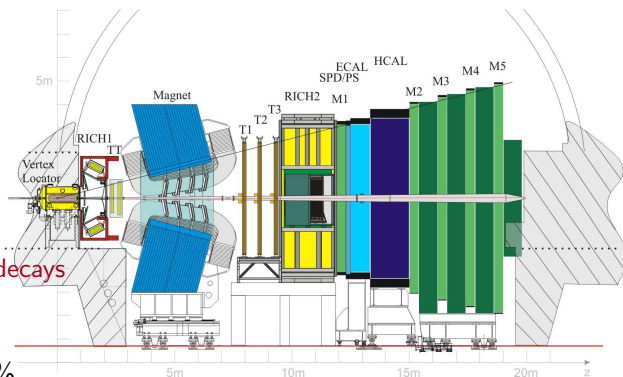 5m
Magnet
RICH1
TT
Vertex
Locator
T1
T2
T3
RICH2
SPD/PS
M1
ECAL
HCAL
M2
M3
M4
M5
decays
%
5m
10m
15m
20m
z